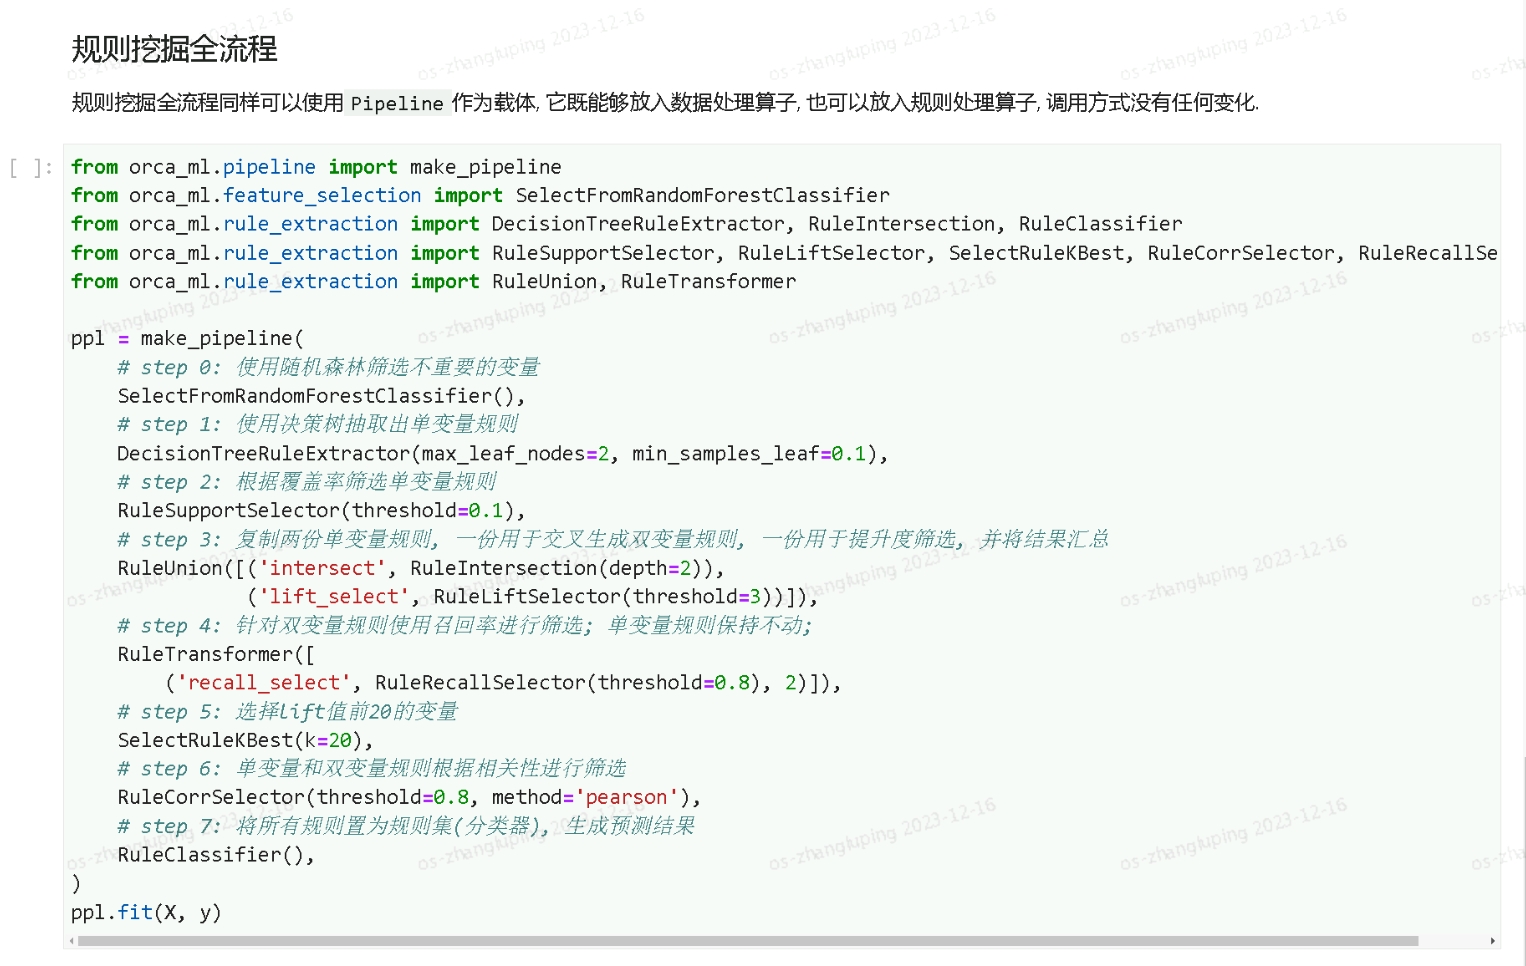 规则挖掘全流程
规则挖掘全流程同样可以使用 Pipeline 作为载体, 它既能够放入数据处理算子, 也可以放入规则处理算子, 调用方式没有任何变化.
[ ]:
from orca_ml.pipeline import make_pipeline
from orca_ml.feature_selection import SelectFromRandomForestClassifier
from orca_ml.rule_extraction import DecisionTreeRuleExtractor, RuleIntersection, RuleClassifier
from orca_ml.rule_extraction import RuleSupportSelector, RuleLiftSelector, SelectRuleKBest, RuleCorrSelector, RuleRecallSe
from orca_ml.rule_extraction import RuleUnion, RuleTransformer
ppl = make_pipeline(
    # step 0: 使用随机森林筛选不重要的变量
    SelectFromRandomForestClassifier(),
    # step 1: 使用决策树抽取出单变量规则
    DecisionTreeRuleExtractor(max_leaf_nodes=2, min_samples_leaf=0.1),
    # step 2: 根据覆盖率筛选单变量规则
    RuleSupportSelector(threshold=0.1),
    # step 3: 复制两份单变量规则, 一份用于交叉生成双变量规则, 一份用于提升度筛选, 并将结果汇总
    RuleUnion([('intersect', RuleIntersection(depth=2)),
               ('lift_select', RuleLiftSelector(threshold=3))]),
    # step 4: 针对双变量规则使用召回率进行筛选; 单变量规则保持不动;
    RuleTransformer([
        ('recall_select', RuleRecallSelector(threshold=0.8), 2)]),
    # step 5: 选择Lift值前20的变量
    SelectRuleKBest(k=20),
    # step 6: 单变量和双变量规则根据相关性进行筛选
    RuleCorrSelector(threshold=0.8, method='pearson'),
    # step 7: 将所有规则置为规则集(分类器), 生成预测结果
    RuleClassifier(),
)
ppl.fit(X, y)
os-zhangluping 2023-12-16